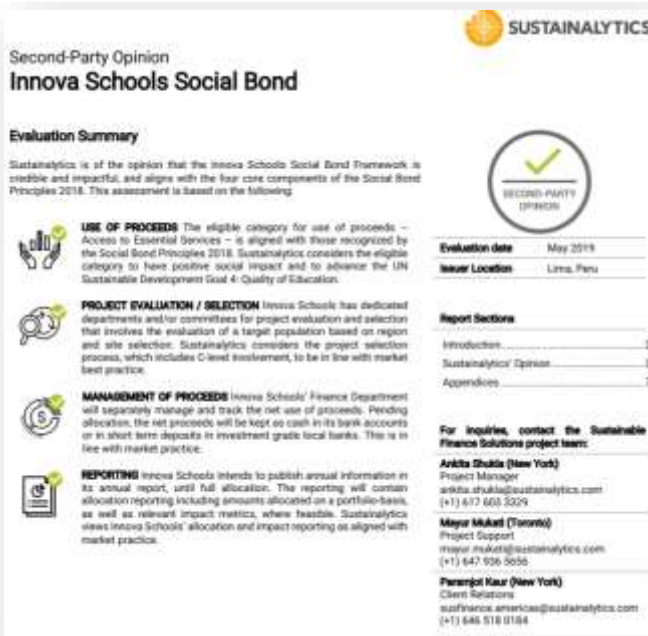 SUSTAINALYTICS
Second-Party Opinion
Innova Schools Social Bond
Evaluation Summary
Sustainalytics is of the opinion that the Innova Schools Social Bond Framework is
credible and impactful, and aligns with the four core components of the Social Bond
Principles 2018. This assessment is based on the following:
USE OF PROCEEDS The eligible category for use of proceeds –
Access to Essential Services – is aligned with those recognized by
the Social Bond Principles 2018. Sustainalytics considers the eligible
category to have positive social impact and to advance the UN
Sustainable Development Goal 4: Quality of Education.
PROJECT EVALUATION / SELECTION Innova Schools has dedicated
departments and/or committees for project evaluation and selection
that involves the evaluation of a target population based on region
and site selection. Sustainalytics considers the project selection
process, which includes C-level involvement, to be in line with market
best practice.
MANAGEMENT OF PROCEEDS Innova Schools' Finance Department
will separately manage and track the net use of proceeds. Pending
allocation, the net proceeds will be kept as cash in its bank accounts
or in short term deposits in investment grade local banks. This is in
line with market practice.
REPORTING Innova Schools intends to publish annual information in
its annual report, until full allocation. The reporting will contain
allocation reporting including amounts allocated on a portfolio-basis,
as well as relevant impact metrics, where feasible. Sustainalytics
views Innova Schools' allocation and impact reporting as aligned with
market practice.
SECOND-PARTY
OPINION
Evaluation date May 2019
Issuer Location Lima, Peru
Report Sections
Introduction 2
Sustainalytics' Opinion
Appendices
For inquiries, contact the Sustainable
Finance Solutions project team:
Ankita Shukla (New York)
Project Manager
ankita.shukla@sustainalytics.com
(+1) 617 603 3329
Mayur Mukati (Toronto)
Project Support
mayur.mukati@sustainalytics.com
(+1) 647 936 5656
Paramjot Kaur (New York)
Client Relations
susfinance.americas@sustainalytics.com
(+1) 646 518 0184